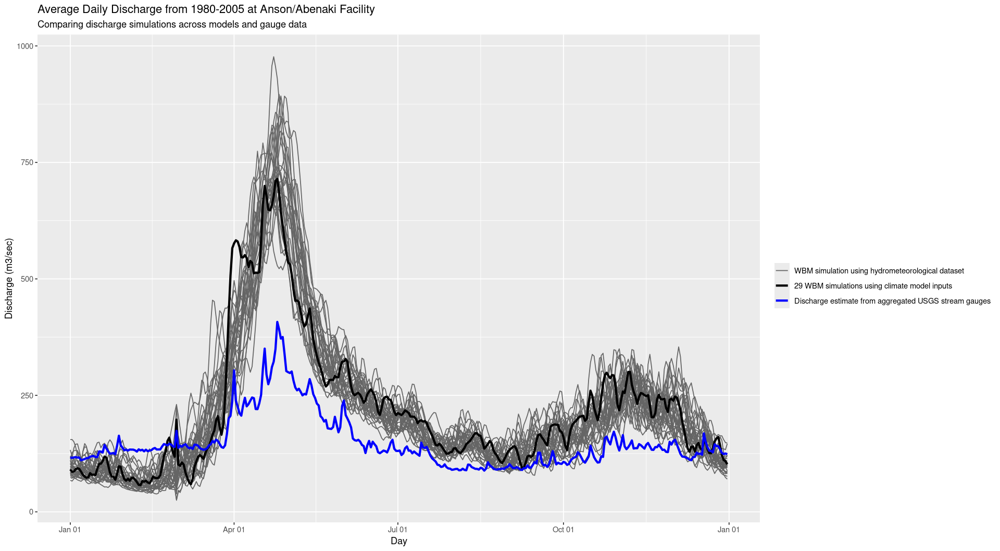 Average Daily Discharge from 1980-2005 at Anson/Abenaki Facility
Comparing discharge simulations across models and gauge data
1000
750
500
250
0
Discharge (m3/sec)
Jan 01
Apr 01
Jul 01
Oct 01
Jan 01
Day
WBM simulation using hydrometeorological dataset
29 WBM simulations using climate model inputs
Discharge estimate from aggregated USGS stream gauges